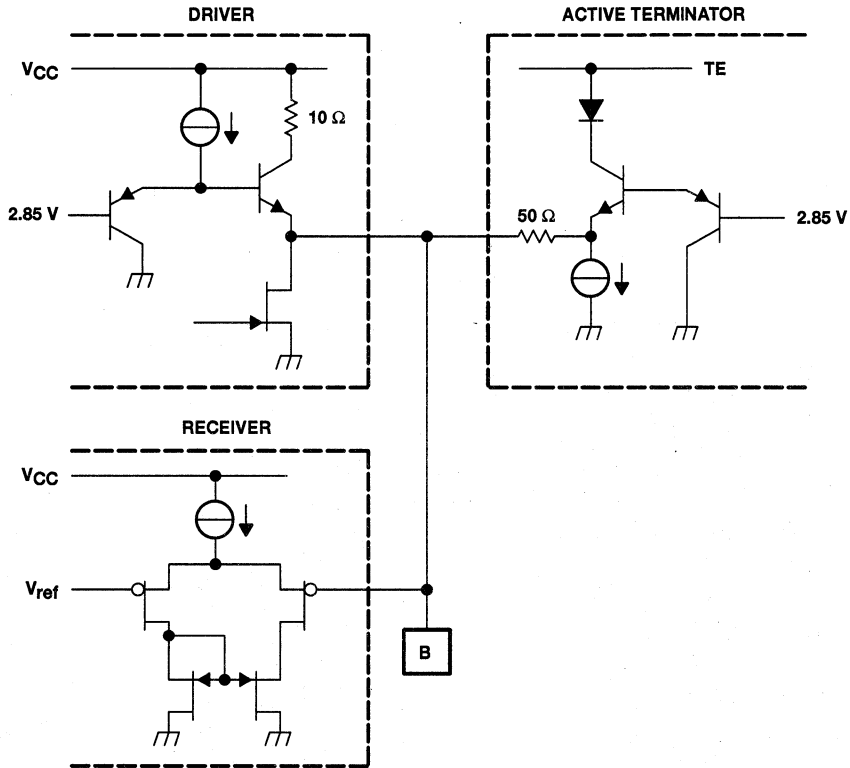 DRIVER
ACTIVE TERMINATOR
VCC
TE
10 Ω
2.85 V
50 Ω
2.85 V
RECEIVER
VCC
Vref
B